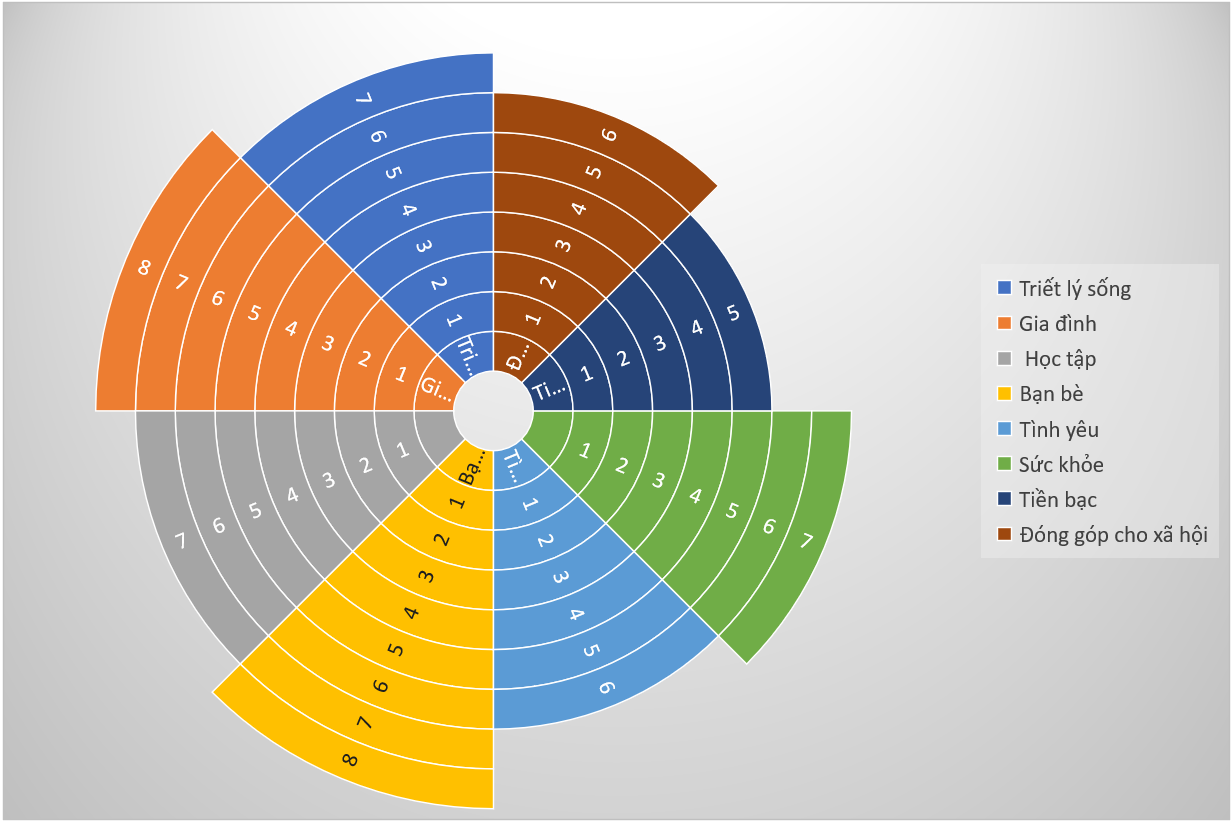 Tri... 1 2 3 4 5 6 7
Đ... 1 2 3 4 5 6
Gi... 1 2 3 4 5 6 7 8
Ti... 1 2 3 4 5
1 2 3 4 5 6 7
1 2 3 4 5 6 7
Bạ... 1 2 3 4 5 6 7 8
Tì... 1 2 3 4 5 6
Triết lý sống
Gia đình
Học tập
Bạn bè
Tình yêu
Sức khỏe
Tiền bạc
Đóng góp cho xã hội